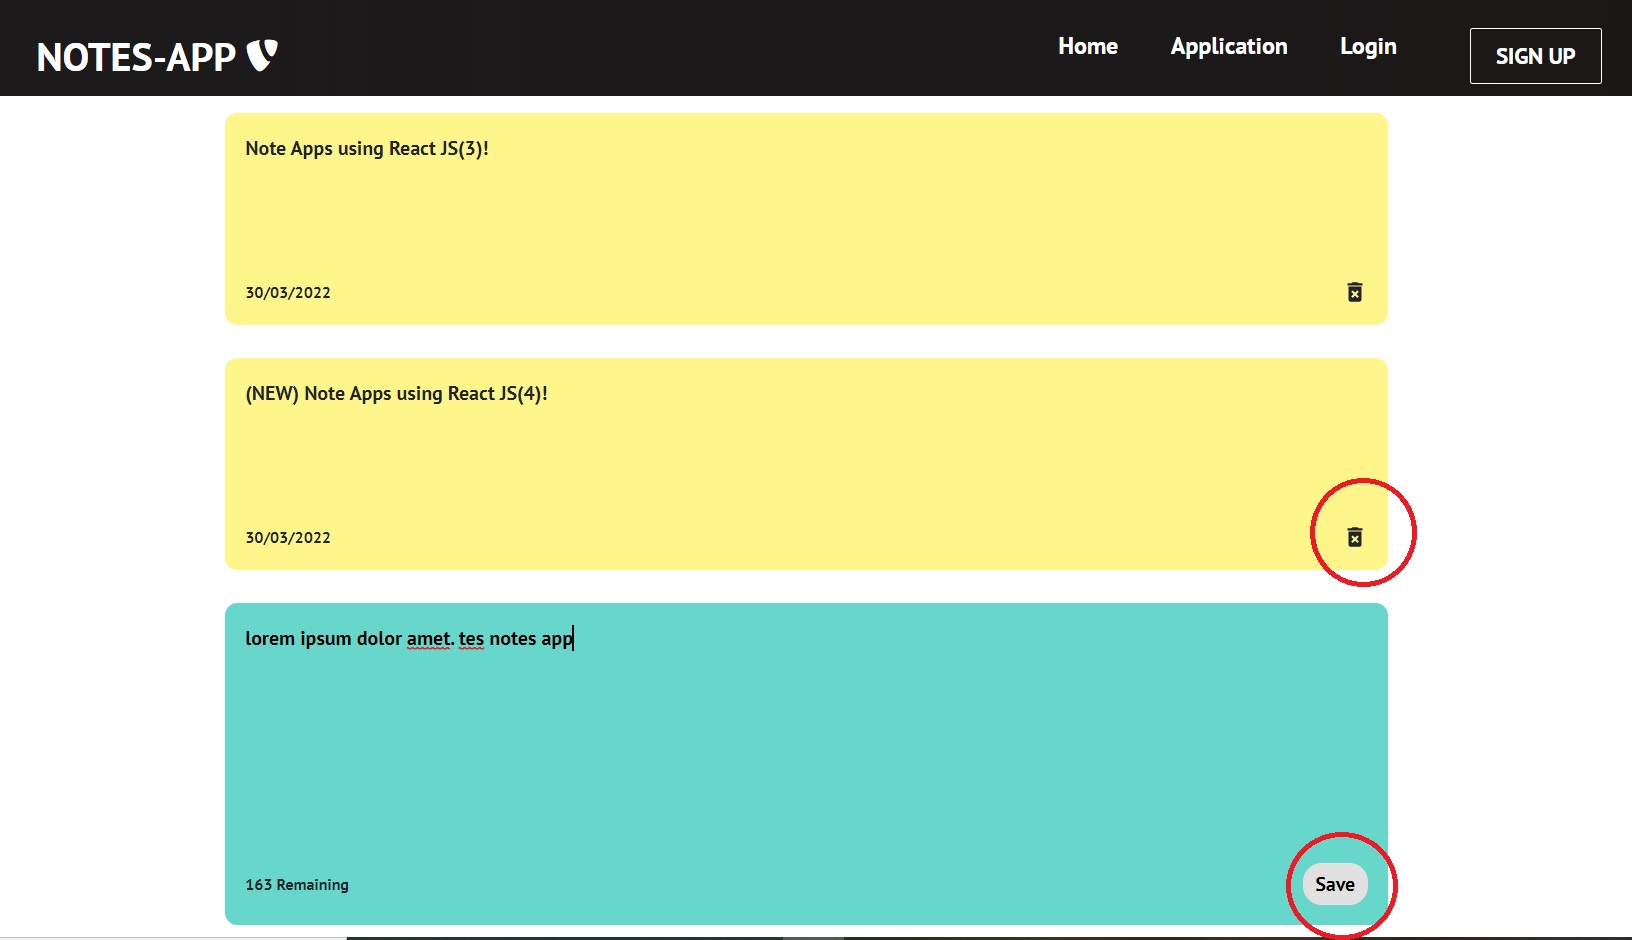 NOTES-APP
Home Application Login SIGN UP
Note Apps using React JS(3)!
30/03/2022
(NEW) Note Apps using React JS(4)!
30/03/2022
lorem ipsum dolor amet. tes notes app
163 Remaining
Save